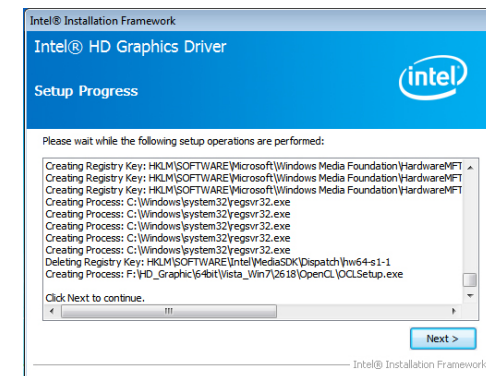 Intel® Installation Framework
Intel® HD Graphics Driver
intel
Setup Progress
Please wait while the following setup operations are performed:
Creating Registry Key: HKLM\SOFTWARE\Microsoft\Windows Media Foundation\HardwareMFT
Creating Registry Key: HKLM\SOFTWARE\Microsoft\Windows Media Foundation\HardwareMFT
Creating Registry Key: HKLM\SOFTWARE\Microsoft\Windows Media Foundation\HardwareMFT
Creating Process: C:\Windows\system32\regsvr32.exe
Creating Process: C:\Windows\system32\regsvr32.exe
Creating Process: C:\Windows\system32\regsvr32.exe
Creating Process: C:\Windows\system32\regsvr32.exe
Creating Process: C:\Windows\system32\regsvr32.exe
Deleting Registry Key: HKLM\SOFTWARE\Intel\MediaSDK\Dispatch\hw64-s1-1
Creating Process: F:\HD_Graphic\64bit\Vista_Win7\2618\OpenCL\OCLSetup.exe
Click Next to continue.
Next >
Intel® Installation Framework